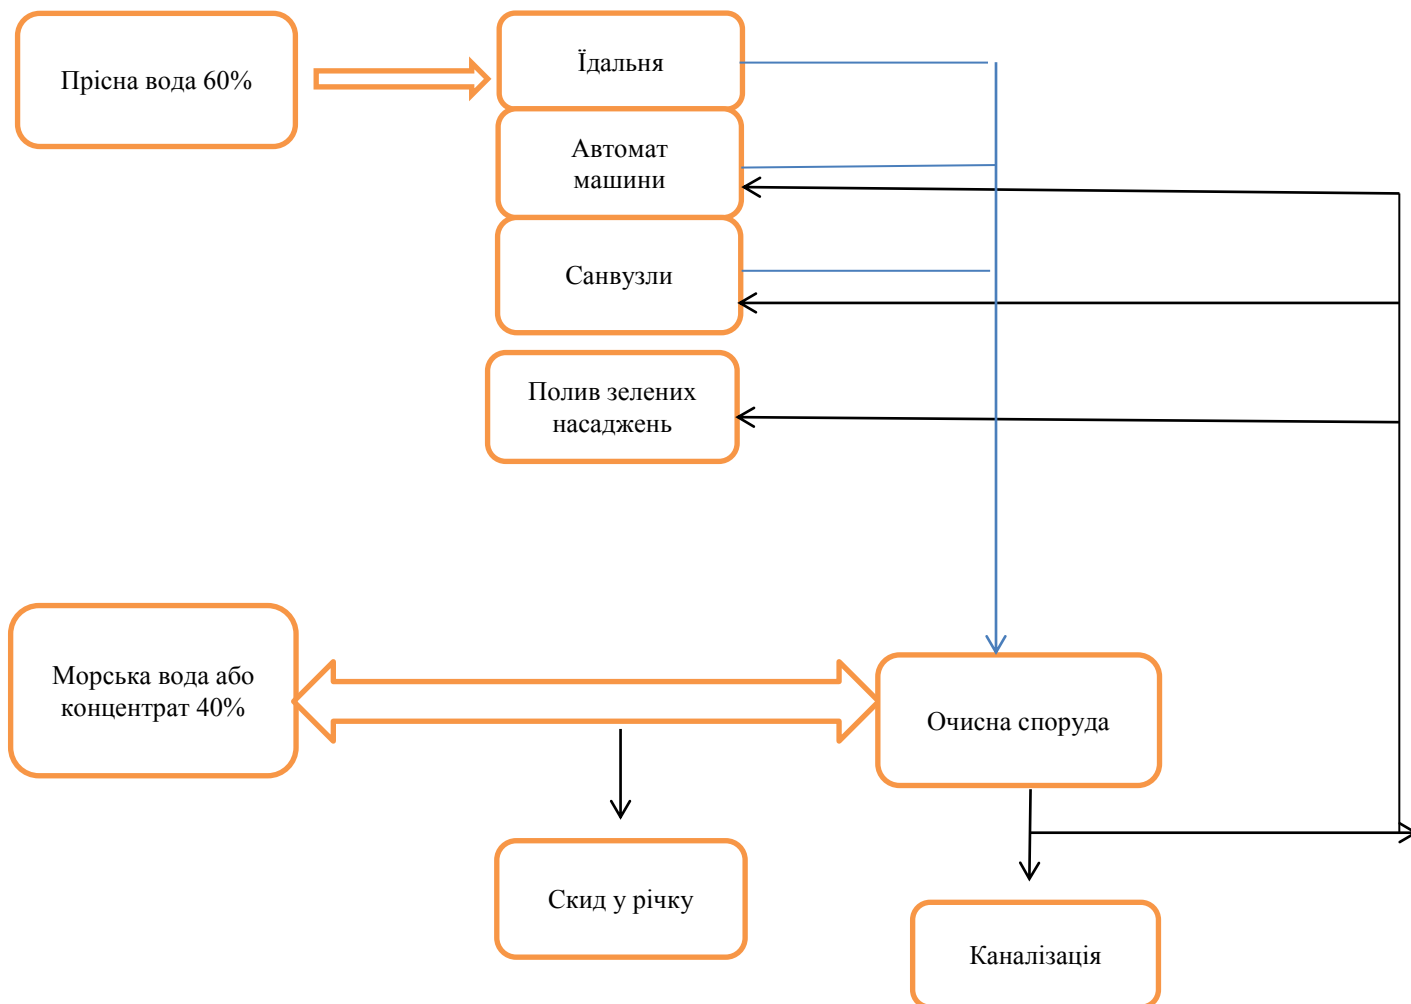 Прісна вода 60%
Їдальня
Автомат
машини
Санвузли
Полив зелених
насаджень
Морська вода або
концентрат 40%
Очисна споруда
Скид у річку
Каналізація